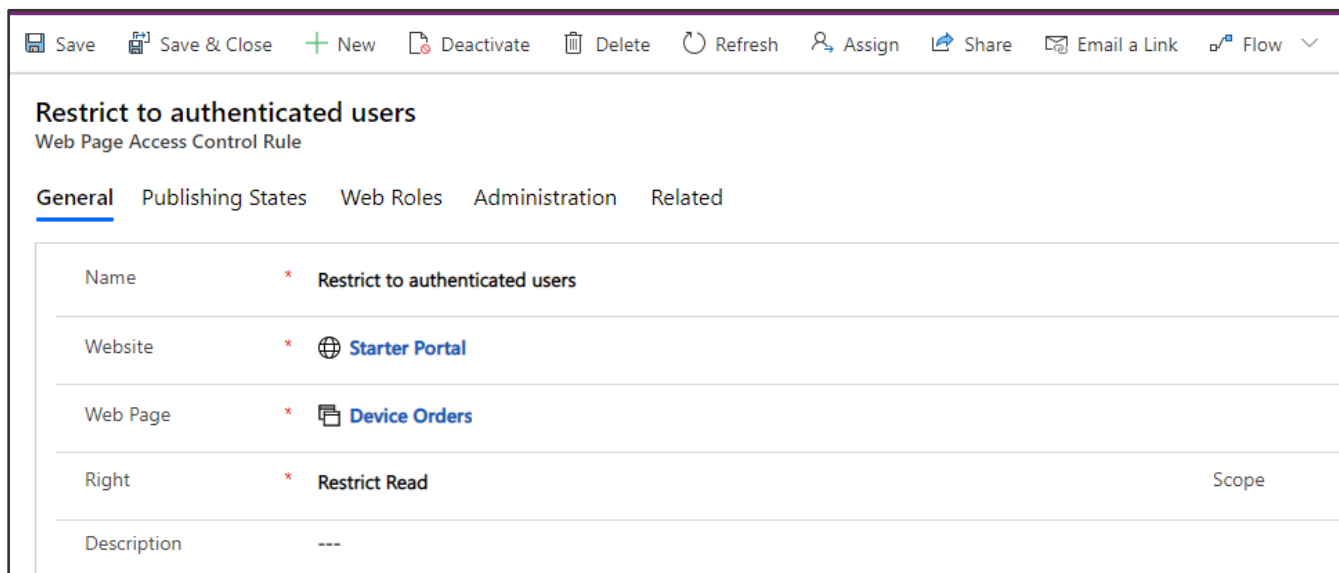 Save Save & Close New Deactivate Delete Refresh Assign Share Email a Link Flow
Restrict to authenticated users
Web Page Access Control Rule
General Publishing States Web Roles Administration Related
Name * Restrict to authenticated users
Website * Starter Portal
Web Page * Device Orders
Right * Restrict Read Scope
Description ---